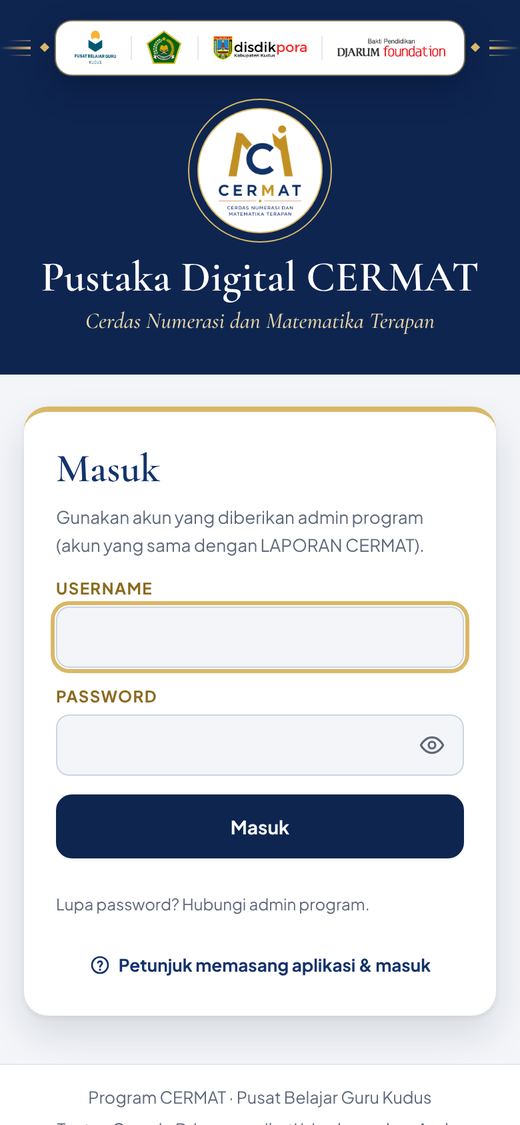 PUSAT BELAJAR GURU
KUDUS
disdikpora
Kabupaten Kudus
Bakti Pendidikan
DJARUM foundation
CERMAT
CERDAS NUMERASI DAN
MATEMATIKA TERAPAN
Pustaka Digital CERMAT
Cerdas Numerasi dan Matematika Terapan
Masuk
Gunakan akun yang diberikan admin program
(akun yang sama dengan LAPORAN CERMAT).
USERNAME
PASSWORD
Masuk
Lupa password? Hubungi admin program.
Petunjuk memasang aplikasi & masuk
Program CERMAT · Pusat Belajar Guru Kudus